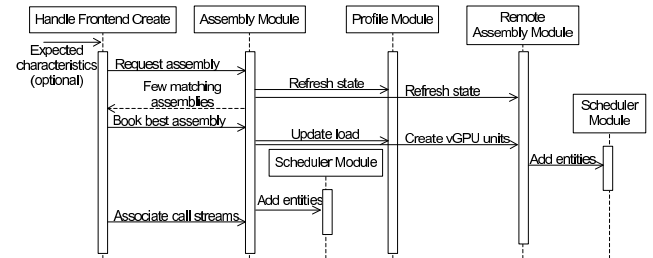 Handle Frontend Create
Assembly Module
Profile Module
Remote
Assembly Module
Expected
characteristics
(optional)
Request assembly
Refresh state
Refresh state
Few matching
assemblies
Book best assembly
Update load
Create vGPU units
Scheduler
Module
Scheduler Module
Add entities
Add entities
Associate call streams